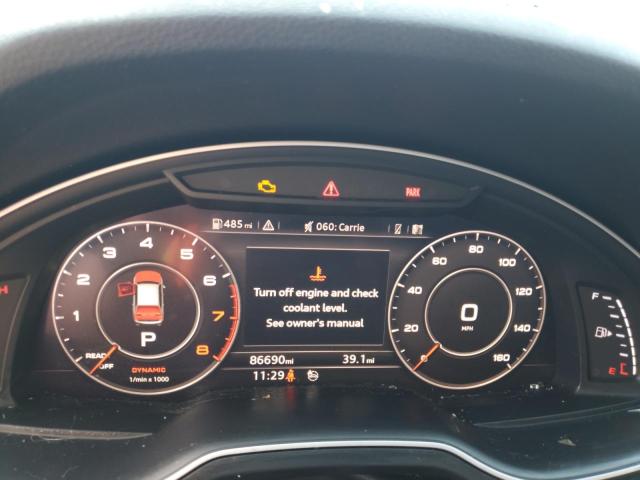 PARK
485 mi 060: Carrie
1 2 3 4 5 6 7 8
READY
OFF
P
DYNAMIC
1/min x 1000
Turn off engine and check
coolant level.
See owner's manual
86690mi 39.1mi
11:29
0 20 40 60 80 100 120 140 160
0
MPH
H
F
E